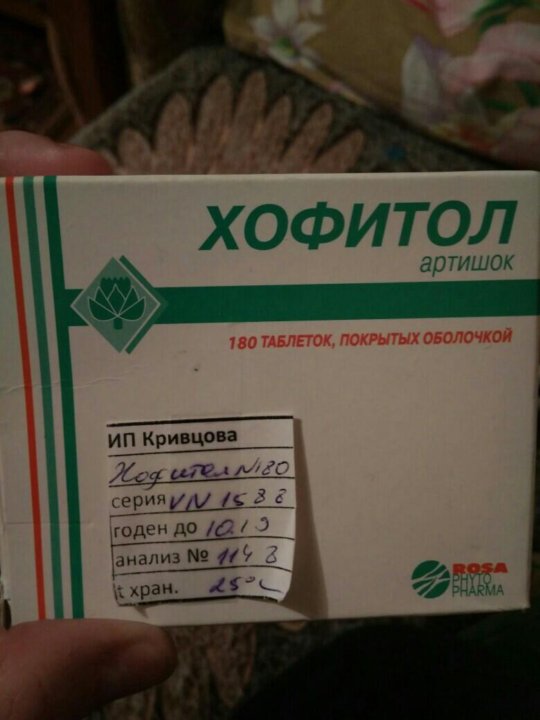 ХОФИТОЛ
артишок
180 ТАБЛЕТОК, ПОКРЫТЫХ ОБОЛОЧКОЙ
ИП Кривцова
Хофитол №180
серия VN 1588
годен до 10.19
анализ № 1148
t хран. 25°С
ROSA
PHYTO
PHARMA